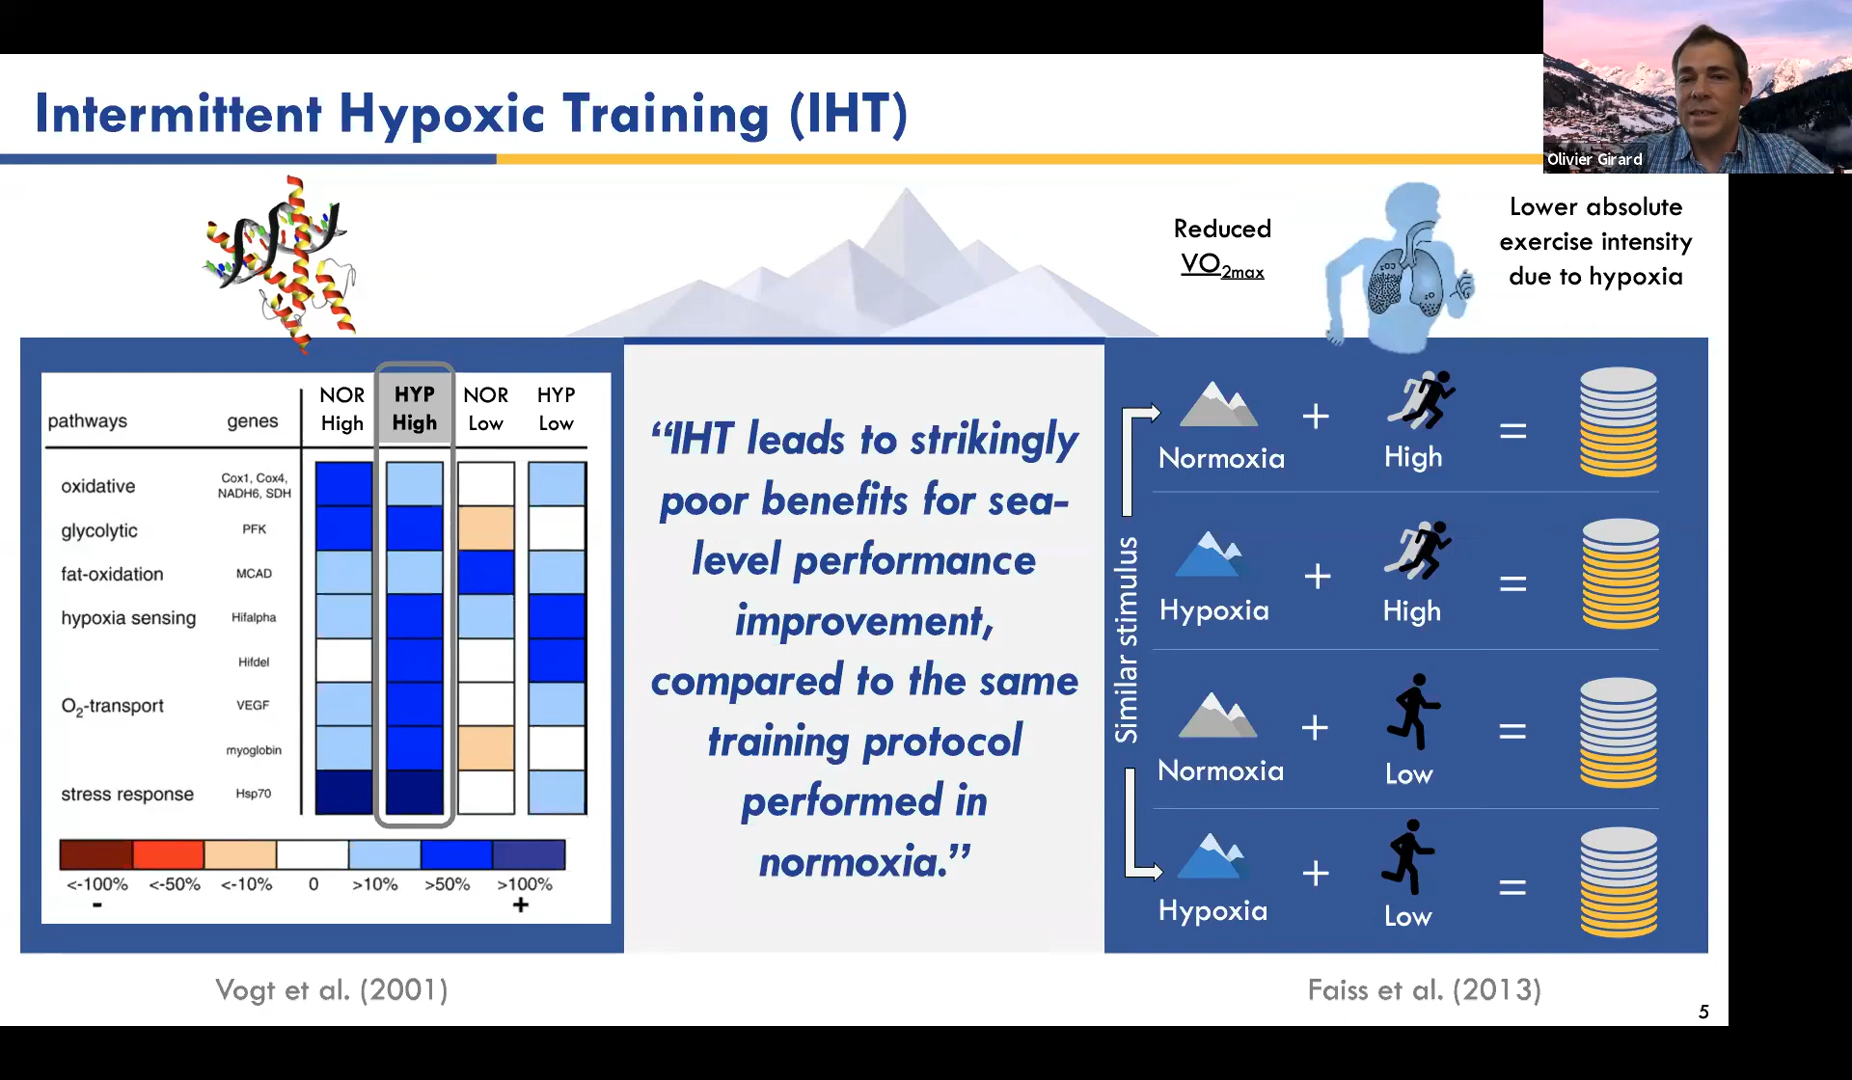 Intermittent Hypoxic Training (IHT)
Olivier Girard
Reduced
VO2max
Lower absolute
exercise intensity
due to hypoxia
pathways genes NOR High HYP High NOR Low HYP Low
oxidative Cox1, Cox4, NADH6, SDH
glycolytic PFK
fat-oxidation MCAD
hypoxia sensing Hifalpha
Hifdel
O2-transport VEGF
myoglobin
stress response Hsp70
<-100% <-50% <-10% 0 >10% >50% >100%
- +
“IHT leads to strikingly
poor benefits for sea-
level performance
improvement,
compared to the same
training protocol
performed in
normoxia.”
Similar stimulus
Normoxia + High =
Hypoxia + High =
Normoxia + Low =
Hypoxia + Low =
Vogt et al. (2001)
Faiss et al. (2013)
5